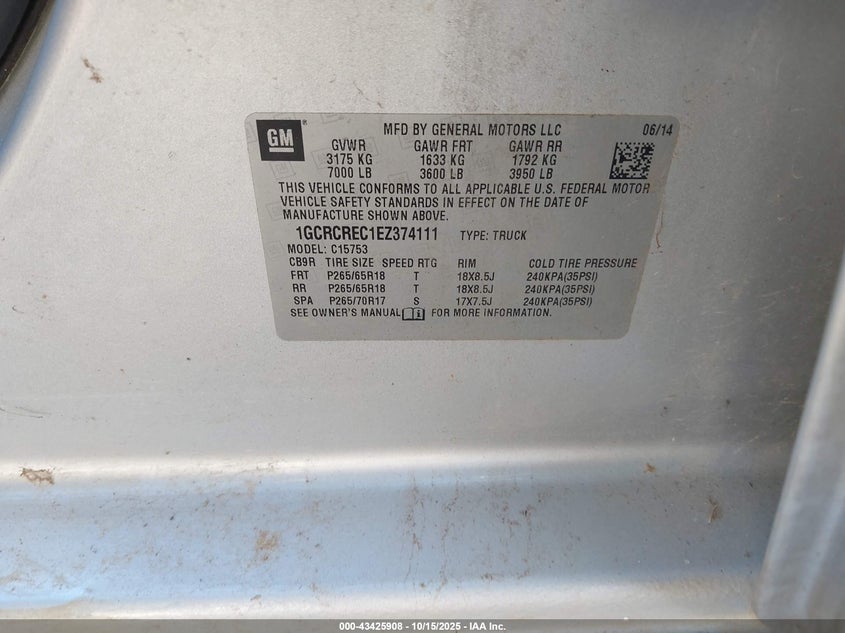 GM
®
MFD BY GENERAL MOTORS LLC 06/14
GVWR GAWR FRT GAWR RR
3175 KG 1633 KG 1792 KG
7000 LB 3600 LB 3950 LB
THIS VEHICLE CONFORMS TO ALL APPLICABLE U.S. FEDERAL MOTOR
VEHICLE SAFETY STANDARDS IN EFFECT ON THE DATE OF
MANUFACTURE SHOWN ABOVE.
1GCRCREC1EZ374111 TYPE: TRUCK
MODEL: C15753
CB9R TIRE SIZE SPEED RTG RIM COLD TIRE PRESSURE
FRT P265/65R18 T 18X8.5J 240KPA(35PSI)
RR P265/65R18 T 18X8.5J 240KPA(35PSI)
SPA P265/70R17 S 17X7.5J 240KPA(35PSI)
SEE OWNER'S MANUAL i FOR MORE INFORMATION.
000-43425908 - 10/15/2025 - IAA Inc.